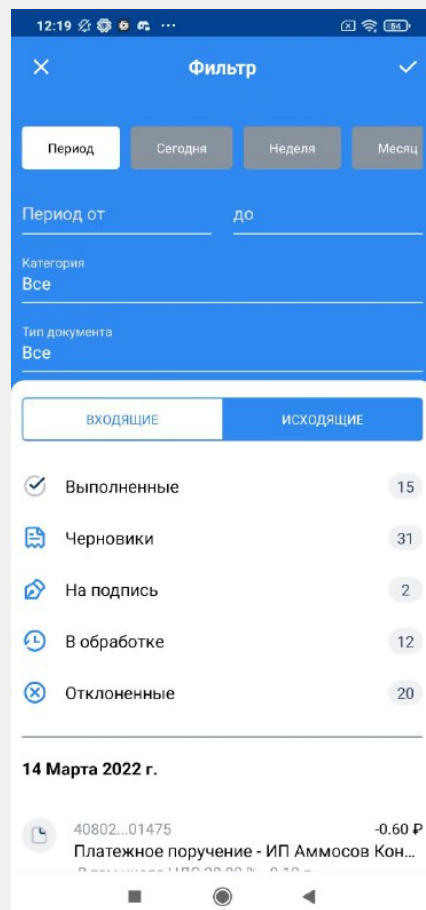 12:19 ... 54
Фильтр
Период Сегодня Неделя Месяц
Период от до
Категория
Все
Тип документа
Все
ВХОДЯЩИЕ ИСХОДЯЩИЕ
Выполненные 15
Черновики 31
На подпись 2
В обработке 12
Отклоненные 20
14 Марта 2022 г.
40802...01475 -0.60 ₽
Платежное поручение - ИП Аммосов Кон...